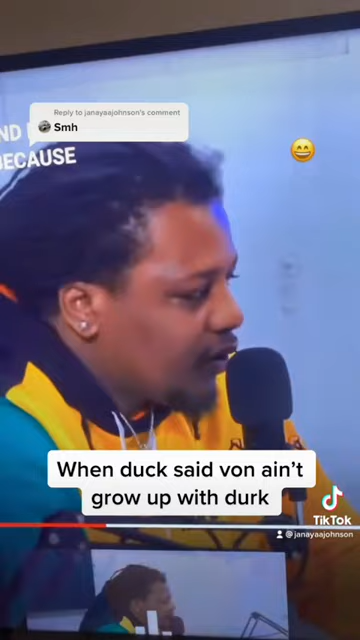 Reply to janayaajohnson's comment
Smh
ND
BECAUSE
When duck said von ain't
grow up with durk
TikTok
@janayaajohnson